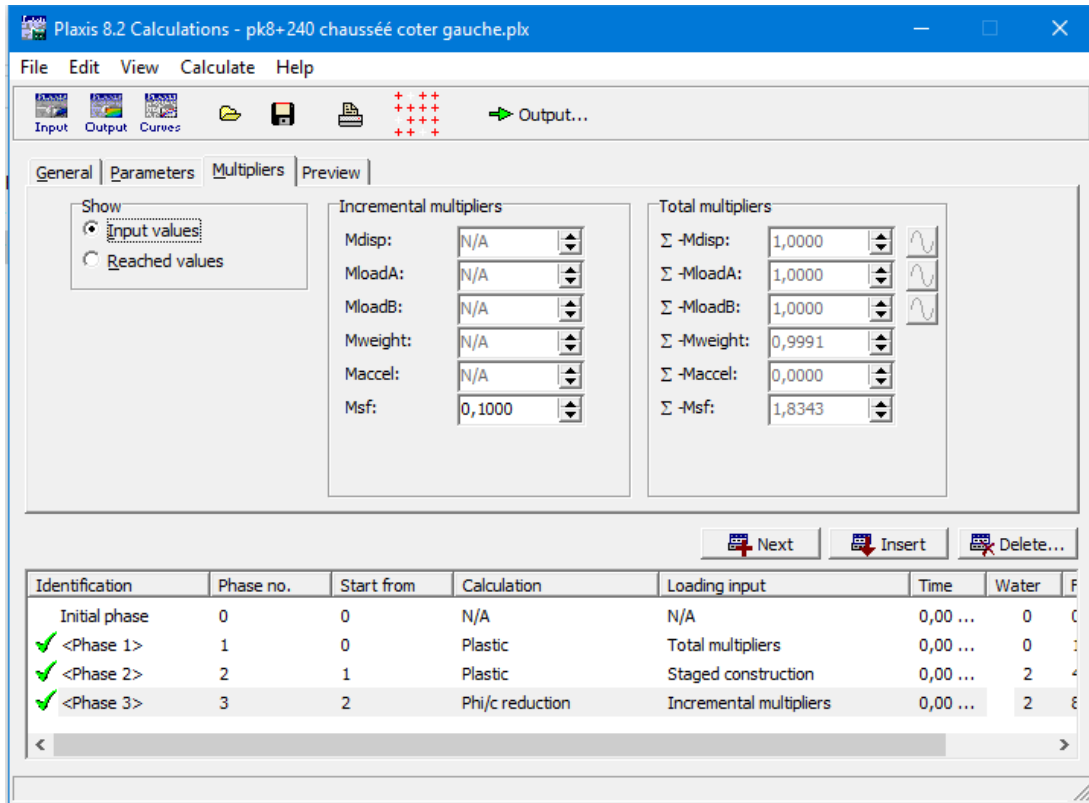 Plaxis 8.2 Calculations - pk8+240 chausséé coter gauche.plx
File Edit View Calculate Help
Input Output Curves Output...
General Parameters Multipliers Preview
Show Incremental multipliers Total multipliers
Input values Mdisp: N/A Σ -Mdisp: 1,0000
Reached values MloadA: N/A Σ -MloadA: 1,0000
MloadB: N/A Σ -MloadB: 1,0000
Mweight: N/A Σ -Mweight: 0,9991
Maccel: N/A Σ -Maccel: 0,0000
Msf: 0,1000 Σ -Msf: 1,8343
Next Insert Delete...
Identification Phase no. Start from Calculation Loading input Time Water F
Initial phase 0 0 N/A N/A 0,00 ... 0
<Phase 1> 1 0 Plastic Total multipliers 0,00 ... 0
<Phase 2> 2 1 Plastic Staged construction 0,00 ... 2
<Phase 3> 3 2 Phi/c reduction Incremental multipliers 0,00 ... 2